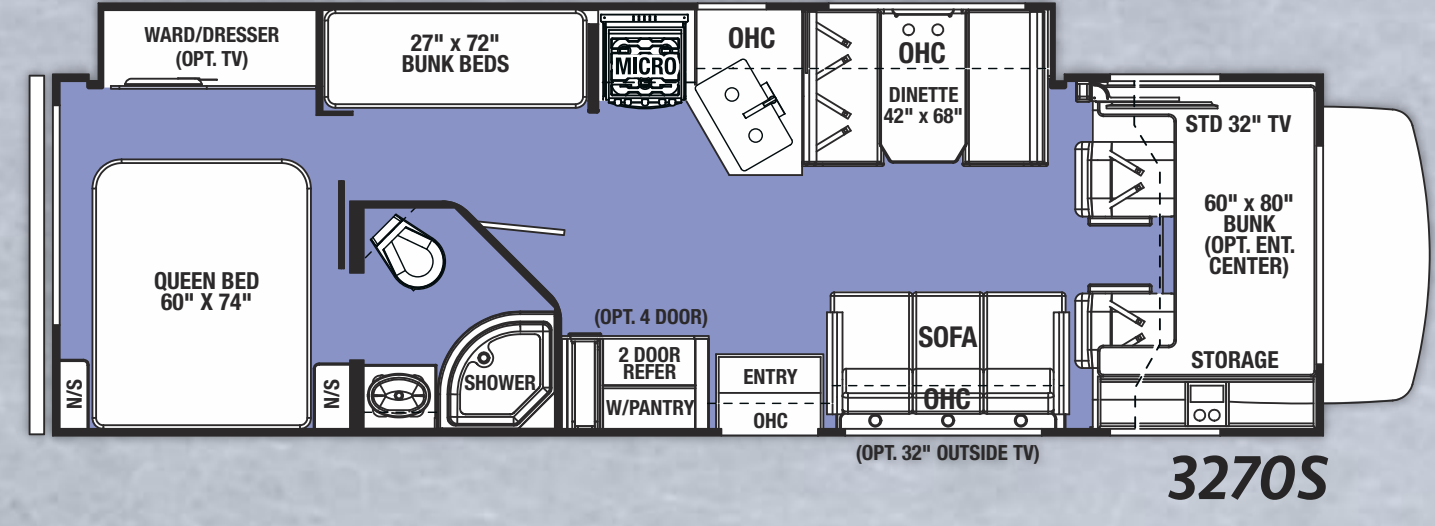 WARD/DRESSER
(OPT. TV)
27" x 72"
BUNK BEDS
MICRO
OHC
OHC
DINETTE
42" x 68"
STD 32" TV
60" x 80"
BUNK
(OPT. ENT.
CENTER)
QUEEN BED
60" X 74"
(OPT. 4 DOOR)
2 DOOR
REFER
W/PANTRY
ENTRY
OHC
SOFA
OHC
STORAGE
SHOWER
N/S
N/S
(OPT. 32" OUTSIDE TV)
3270S